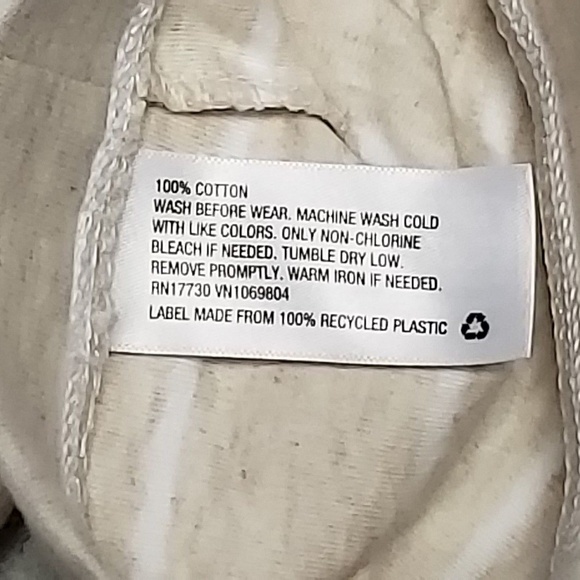 100% COTTON
WASH BEFORE WEAR. MACHINE WASH COLD
WITH LIKE COLORS. ONLY NON-CHLORINE
BLEACH IF NEEDED. TUMBLE DRY LOW.
REMOVE PROMPTLY. WARM IRON IF NEEDED.
RN17730 VN1069804
LABEL MADE FROM 100% RECYCLED PLASTIC